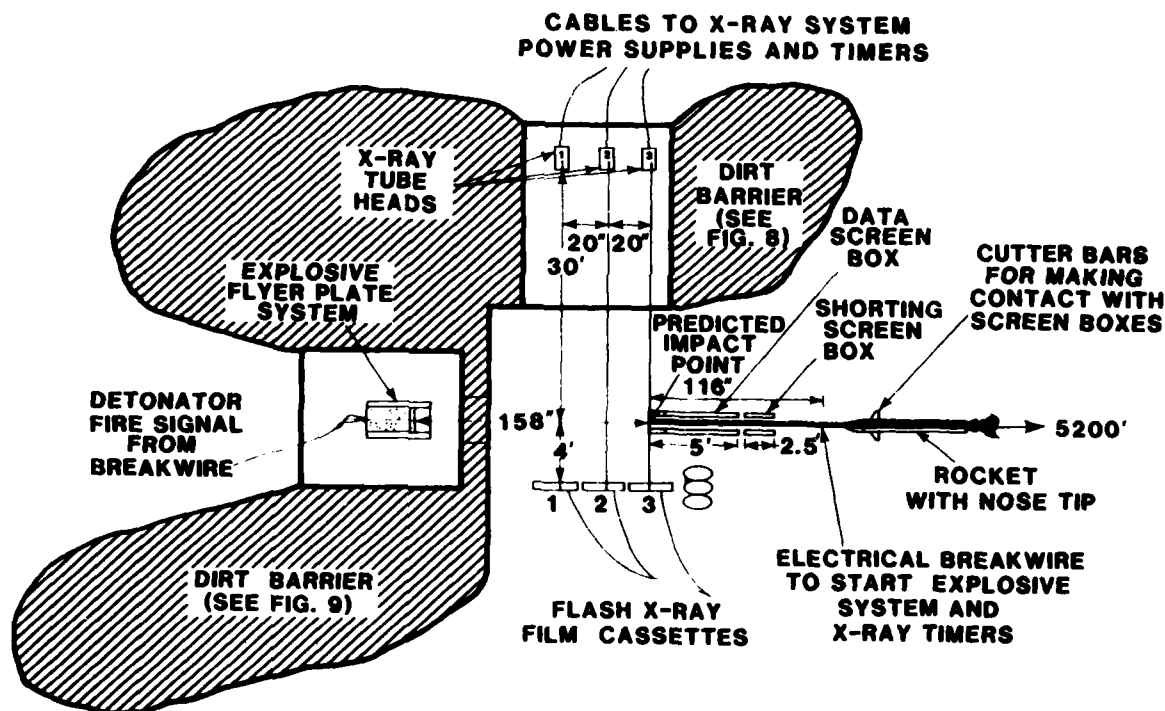 CABLES TO X-RAY SYSTEM
POWER SUPPLIES AND TIMERS
1
2
3
X-RAY
TUBE
HEADS
DIRT
BARRIER
(SEE
FIG. 8)
20"
20"
30'
DATA
SCREEN
BOX
CUTTER BARS
FOR MAKING
CONTACT WITH
SCREEN BOXES
EXPLOSIVE
FLYER PLATE
SYSTEM
PREDICTED
IMPACT
POINT
SHORTING
SCREEN
BOX
116"
DETONATOR
FIRE SIGNAL
FROM
BREAKWIRE
158"
4'
5'
2.5'
5200'
ROCKET
WITH NOSE TIP
1
2
3
DIRT BARRIER
(SEE FIG. 9)
FLASH X-RAY
FILM CASSETTES
ELECTRICAL BREAKWIRE
TO START EXPLOSIVE
SYSTEM AND
X-RAY TIMERS